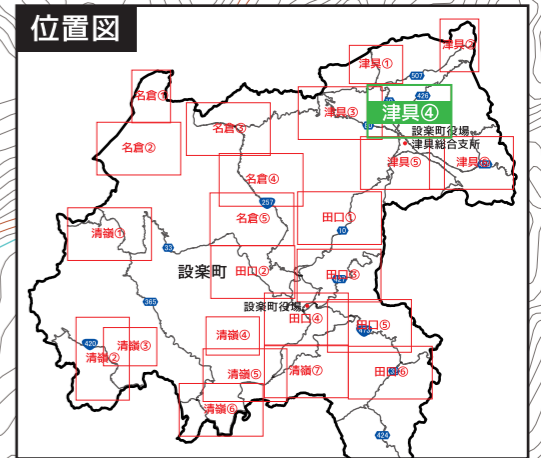 位置図
津具②
津具①
507
名倉①
426
津具④
津具③
名倉③
80
設楽町役場
津具総合支所
名倉②
津具⑤
名倉④
257
名倉⑤
田口①
清嶺①
10
33
設楽町
田口②
田口③
365
設楽町役場
田口④
田口⑤
清嶺④
420
清嶺③
清嶺②
473
清嶺⑤
清嶺⑦
田口⑥
清嶺⑥
424